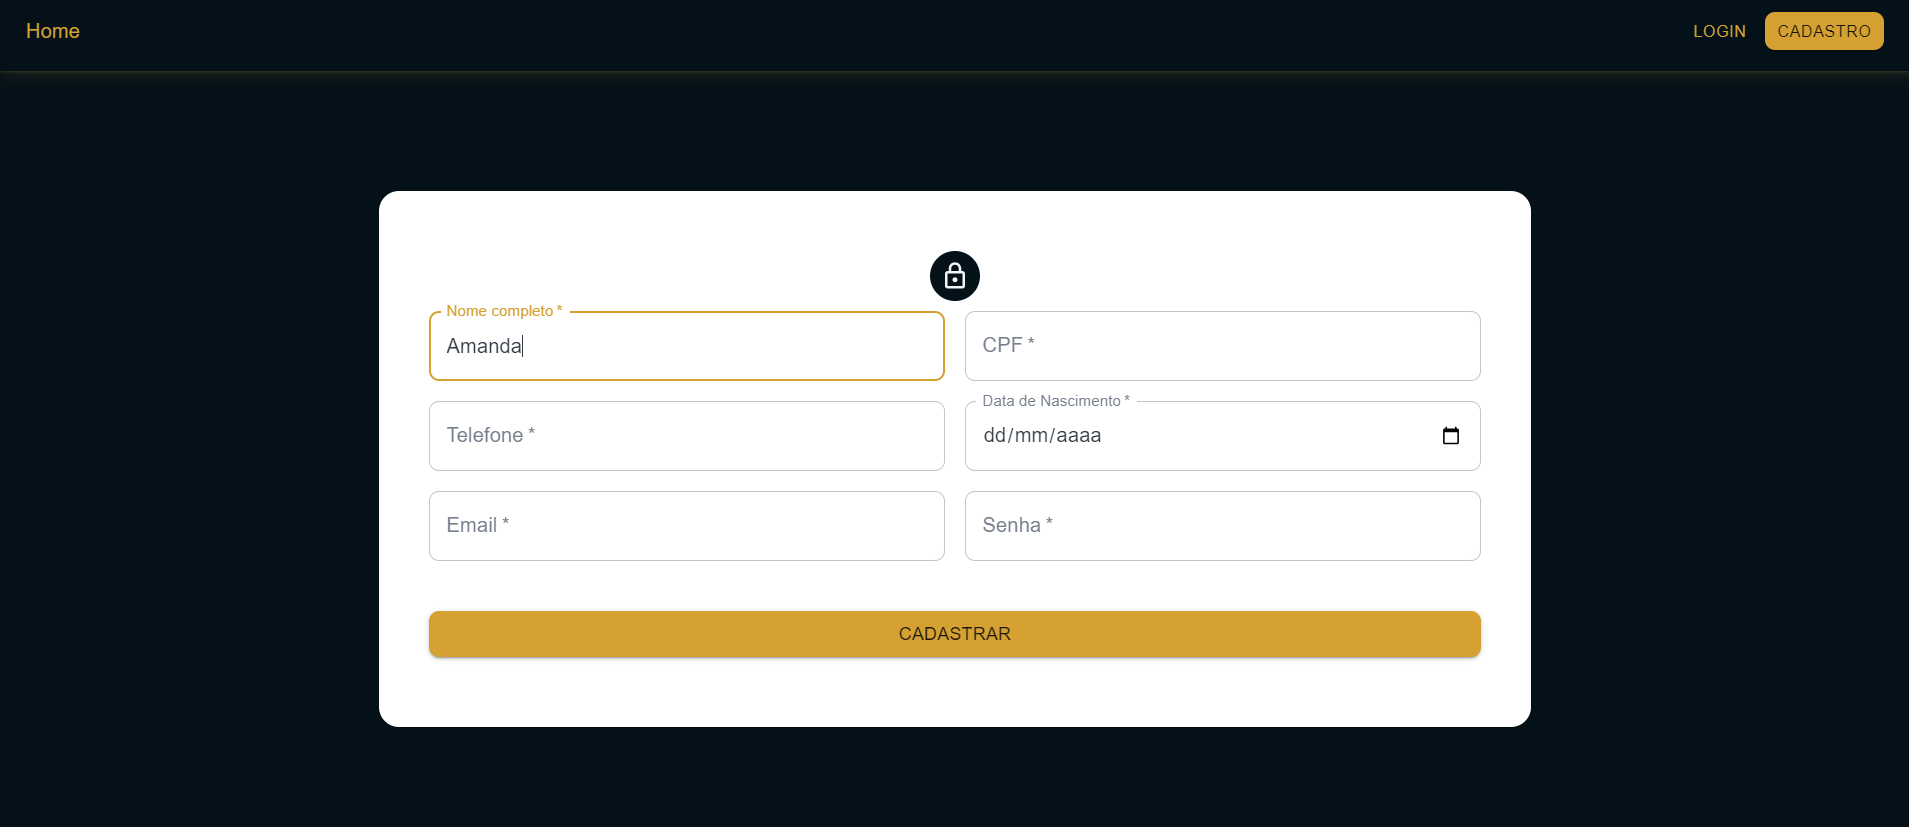 Home
LOGIN
CADASTRO
Nome completo *
Amanda
CPF *
Telefone *
Data de Nascimento *
dd/mm/aaaa
Email *
Senha *
CADASTRAR